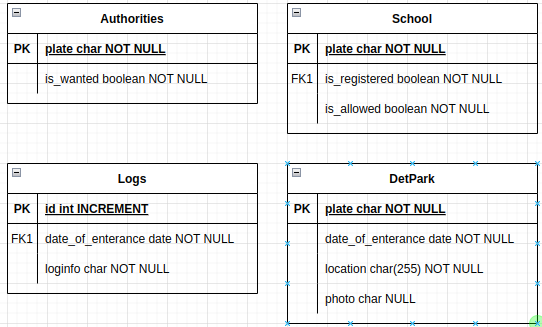 Authorities
PK plate char NOT NULL
is_wanted boolean NOT NULL
School
PK plate char NOT NULL
FK1 is_registered boolean NOT NULL
is_allowed boolean NOT NULL
Logs
PK id int INCREMENT
FK1 date_of_enterance date NOT NULL
loginfo char NOT NULL
DetPark
PK plate char NOT NULL
date_of_enterance date NOT NULL
location char(255) NOT NULL
photo char NULL